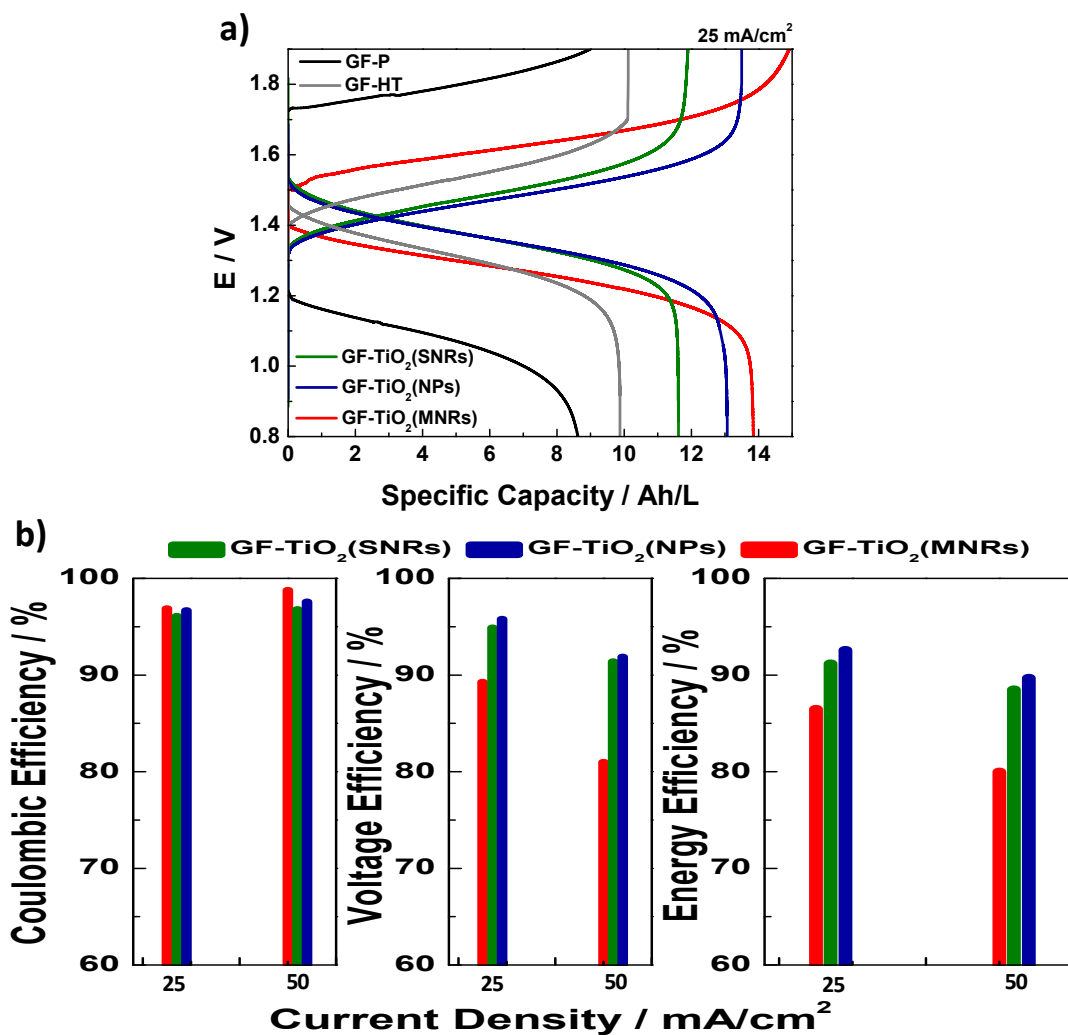 a)
25 mA/cm²
GF-P
GF-HT
1.8
1.6
1.4
1.2
1.0
0.8
E / V
GF-TiO₂(SNRs)
GF-TiO₂(NPs)
GF-TiO₂(MNRs)
0 2 4 6 8 10 12 14
Specific Capacity / Ah/L
b)
GF-TiO₂(SNRs) GF-TiO₂(NPs) GF-TiO₂(MNRs)
Coulombic Efficiency / %
100
90
80
70
60
25 50
Voltage Efficiency / %
100
90
80
70
60
25 50
Energy Efficiency / %
100
90
80
70
60
25 50
Current Density / mA/cm²